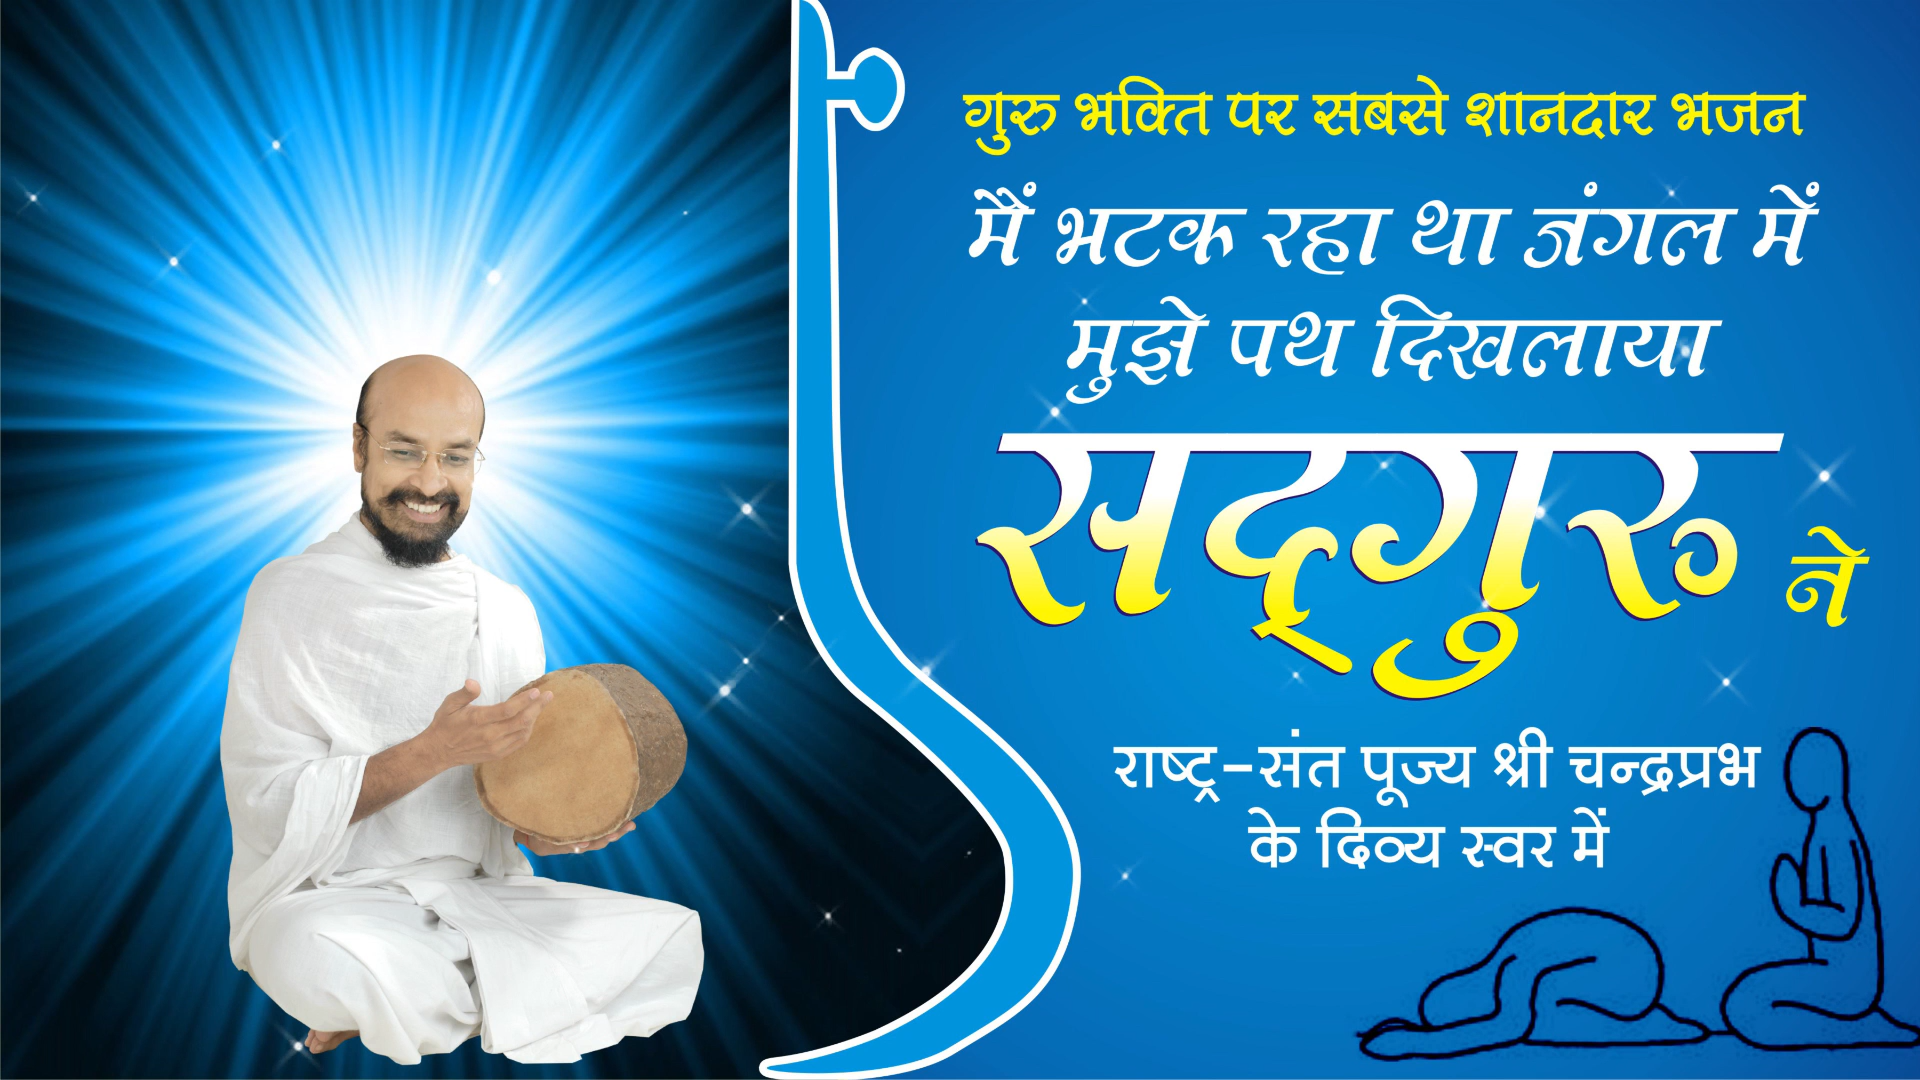 गुरु भक्ति पर सबसे शानदार भजन
मैं भटक रहा था जंगल में
मुझे पथ दिखलाया
सद्गुरु ने
राष्ट्र-संत पूज्य श्री चन्द्रप्रभ
के दिव्य स्वर में